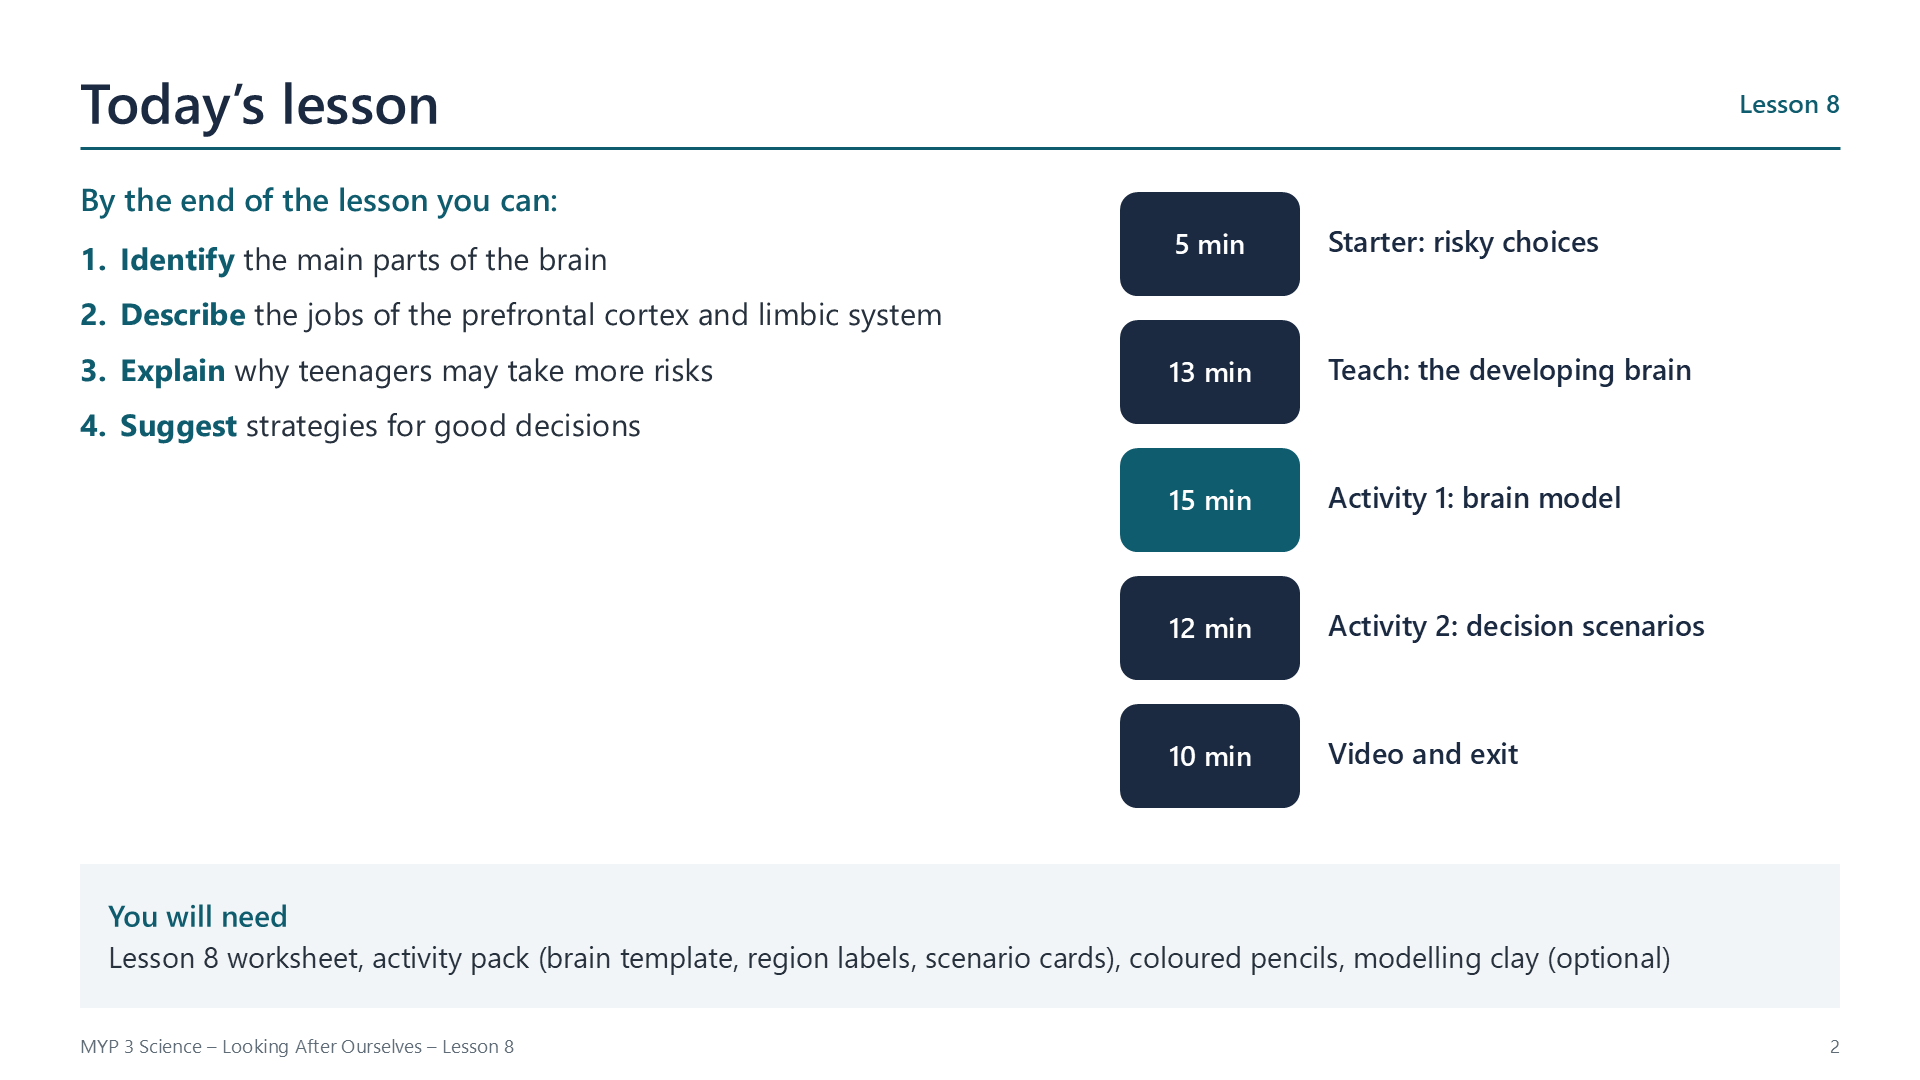 Today’s lesson
Lesson 8
By the end of the lesson you can:
1. Identify the main parts of the brain
2. Describe the jobs of the prefrontal cortex and limbic system
3. Explain why teenagers may take more risks
4. Suggest strategies for good decisions
5 min
Starter: risky choices
13 min
Teach: the developing brain
15 min
Activity 1: brain model
12 min
Activity 2: decision scenarios
10 min
Video and exit
You will need
Lesson 8 worksheet, activity pack (brain template, region labels, scenario cards), coloured pencils, modelling clay (optional)
MYP 3 Science – Looking After Ourselves – Lesson 8
2